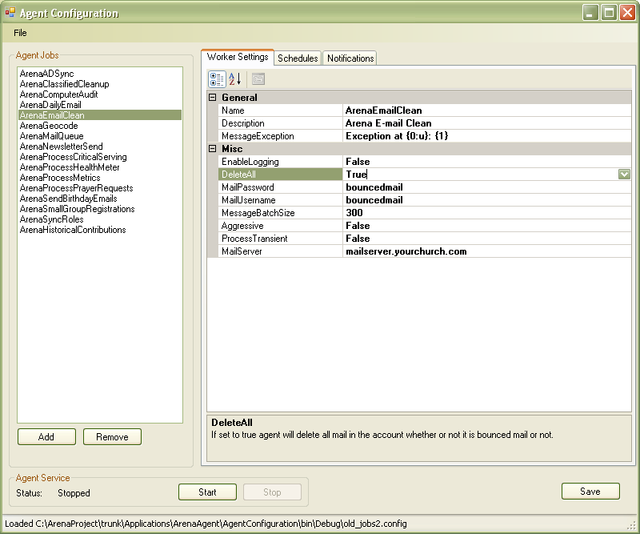 Agent Configuration
File
Agent Jobs
ArenaADSync
ArenaClassifiedCleanup
ArenaComputerAudit
ArenaDailyEmail
ArenaEmailClean
ArenaGeocode
ArenaMailQueue
ArenaNewsletterSend
ArenaProcessCriticalServing
ArenaProcessHealthMeter
ArenaProcessMetrics
ArenaProcessPrayerRequests
ArenaSendBirthdayEmails
ArenaSmallGroupRegistrations
ArenaSyncRoles
ArenaHistoricalContributions
Add Remove
Worker Settings Schedules Notifications
General
Name ArenaEmailClean
Description Arena E-mail Clean
MessageException Exception at {0:u}: {1}
Misc
EnableLogging False
DeleteAll True
MailPassword bouncedmail
MailUsername bouncedmail
MessageBatchSize 300
Aggressive False
ProcessTransient False
MailServer mailserver.yourchurch.com
DeleteAll
If set to true agent will delete all mail in the account whether or not it is bounced mail or not.
Agent Service
Status: Stopped Start Stop Save
Loaded C:\ArenaProject\trunk\Applications\ArenaAgent\AgentConfiguration\bin\Debug\old_jobs2.config